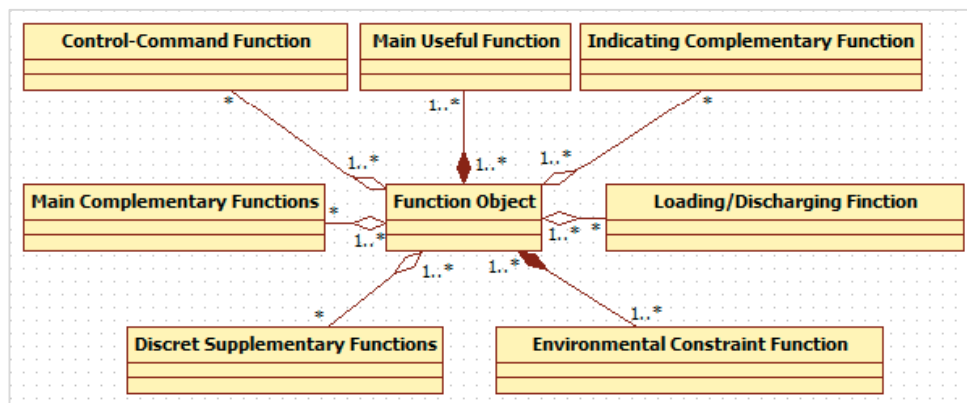 Control-Command Function
Main Useful Function
Indicating Complementary Function
*
1..*
*
1..*
1..*
1..*
Main Complementary Functions
Function Object
Loading/Discharging Finction
*
1..*
1..*
*
1..*
1..*
*
1..*
Discret Supplementary Functions
Environmental Constraint Function